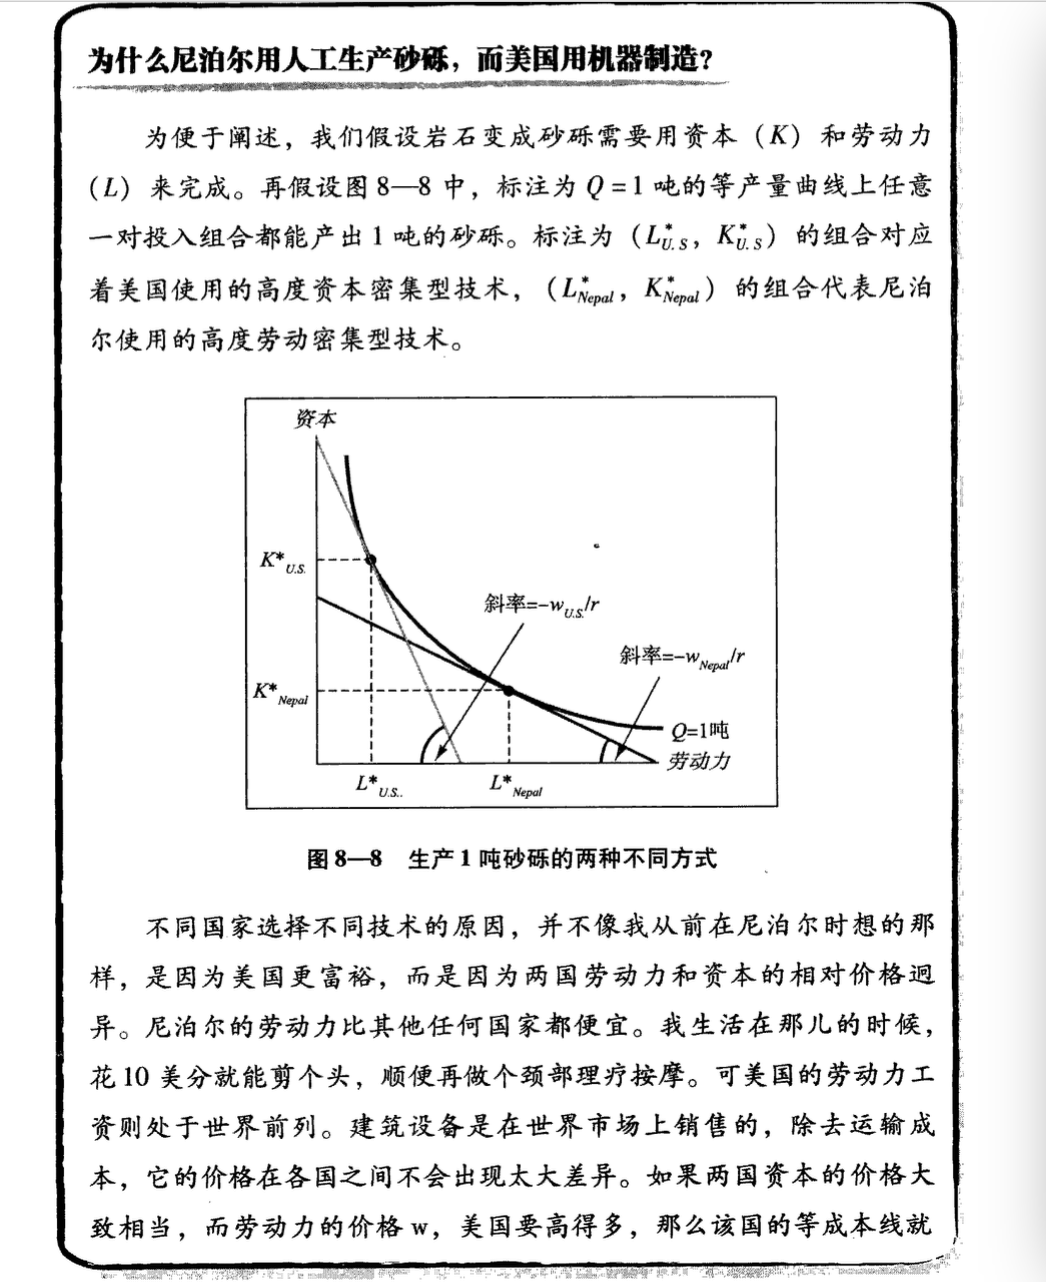 为什么尼泊尔用人工生产砂砾，而美国用机器制造？
为便于阐述，我们假设岩石变成砂砾需要用资本（K）和劳动力
（L）来完成。再假设图 8—8 中，标注为 Q = 1 吨的等产量曲线上任意
一对投入组合都能产出 1 吨的砂砾。标注为（L*U.S，K*U.S）的组合对应
着美国使用的高度资本密集型技术，（L*Nepal，K*Nepal）的组合代表尼泊
尔使用的高度劳动密集型技术。
资本
K*U.S.
斜率=-wU.S./r
斜率=-wNepal/r
K*Nepal
Q=1吨
劳动力
L*U.S..
L*Nepal
图 8—8 生产 1 吨砂砾的两种不同方式
不同国家选择不同技术的原因，并不像我从前在尼泊尔时想的那
样，是因为美国更富裕，而是因为两国劳动力和资本的相对价格迥
异。尼泊尔的劳动力比其他任何国家都便宜。我生活在那儿的时候，
花 10 美分就能剪个头，顺便再做个颈部理疗按摩。可美国的劳动力工
资则处于世界前列。建筑设备是在世界市场上销售的，除去运输成
本，它的价格在各国之间不会出现太大差异。如果两国资本的价格大
致相当，而劳动力的价格 w，美国要高得多，那么该国的等成本线就